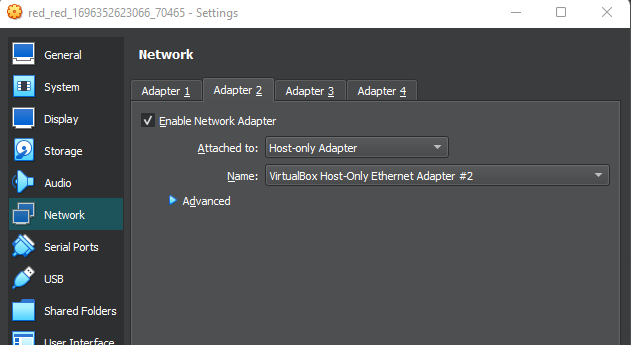 red_red_1696352623066_70465 - Settings
General
System
Display
Storage
Audio
Network
Serial Ports
USB
Shared Folders
User Interface
Network
Adapter 1 Adapter 2 Adapter 3 Adapter 4
Enable Network Adapter
Attached to: Host-only Adapter
Name: VirtualBox Host-Only Ethernet Adapter #2
Advanced